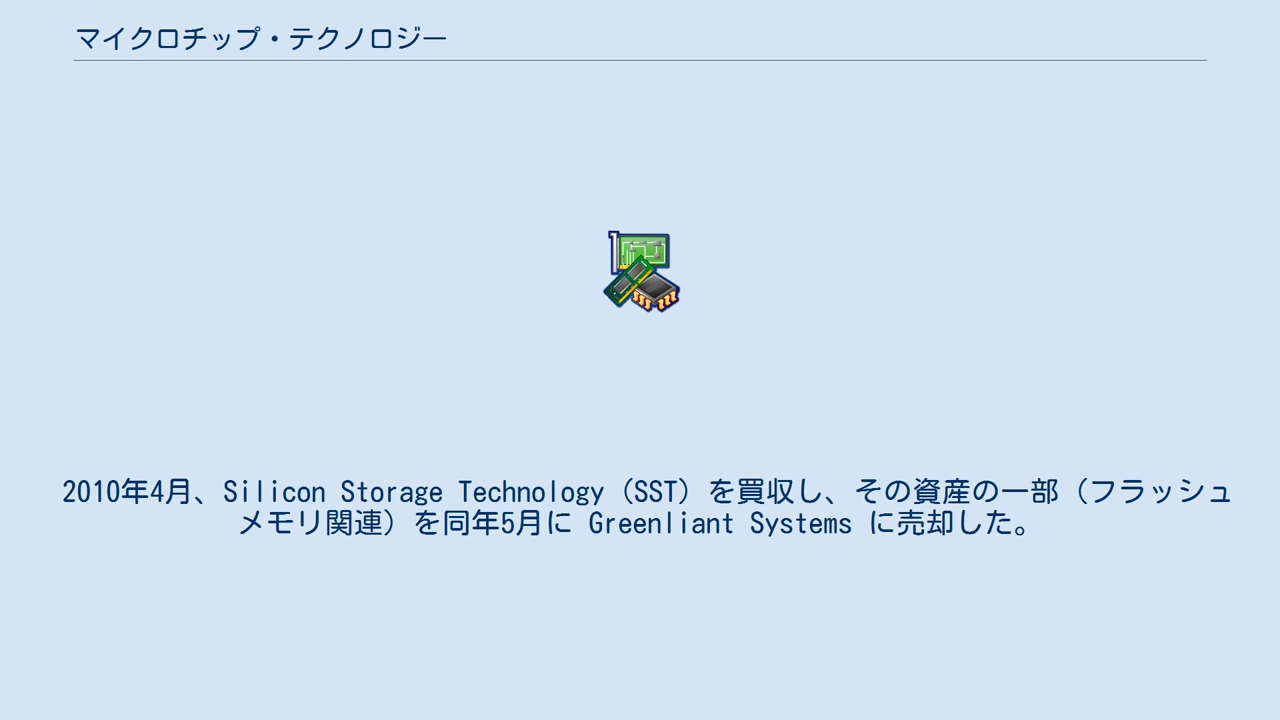 マイクロチップ・テクノロジー
2010年4月、Silicon Storage Technology（SST）を買収し、その資産の一部（フラッシュ
メモリ関連）を同年5月に Greenliant Systems に売却した。